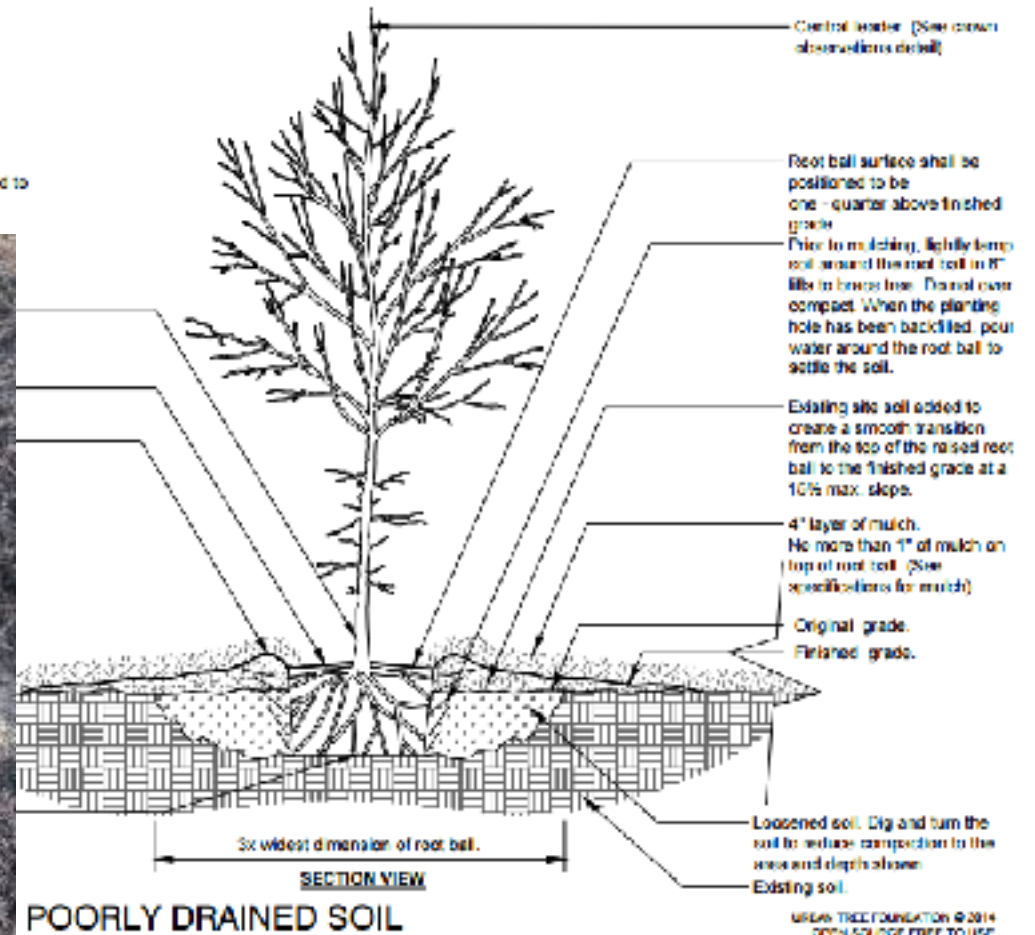 Central leader. (See crown
observations detail)
d to
Root ball surface shall be
positioned to be
one - quarter above finished
grade
Prior to mulching, lightly tamp
soil around the root ball in 6"
lifts to brace tree. Do not over
compact. When the planting
hole has been backfilled, pour
water around the root ball to
settle the soil.
Existing site soil added to
create a smooth transition
from the top of the raised root
ball to the finished grade at a
15% max. slope.
4" layer of mulch.
No more than 1" of mulch on
top of root ball. (See
specifications for mulch)
Original grade.
Finished grade.
Loosened soil. Dig and turn the
soil to reduce compaction to the
area and depth shown
Existing soil.
3x widest dimension of root ball.
SECTION VIEW
POORLY DRAINED SOIL
URBAN TREE FOUNDATION © 2014
OPEN SOURCE FREE TO USE